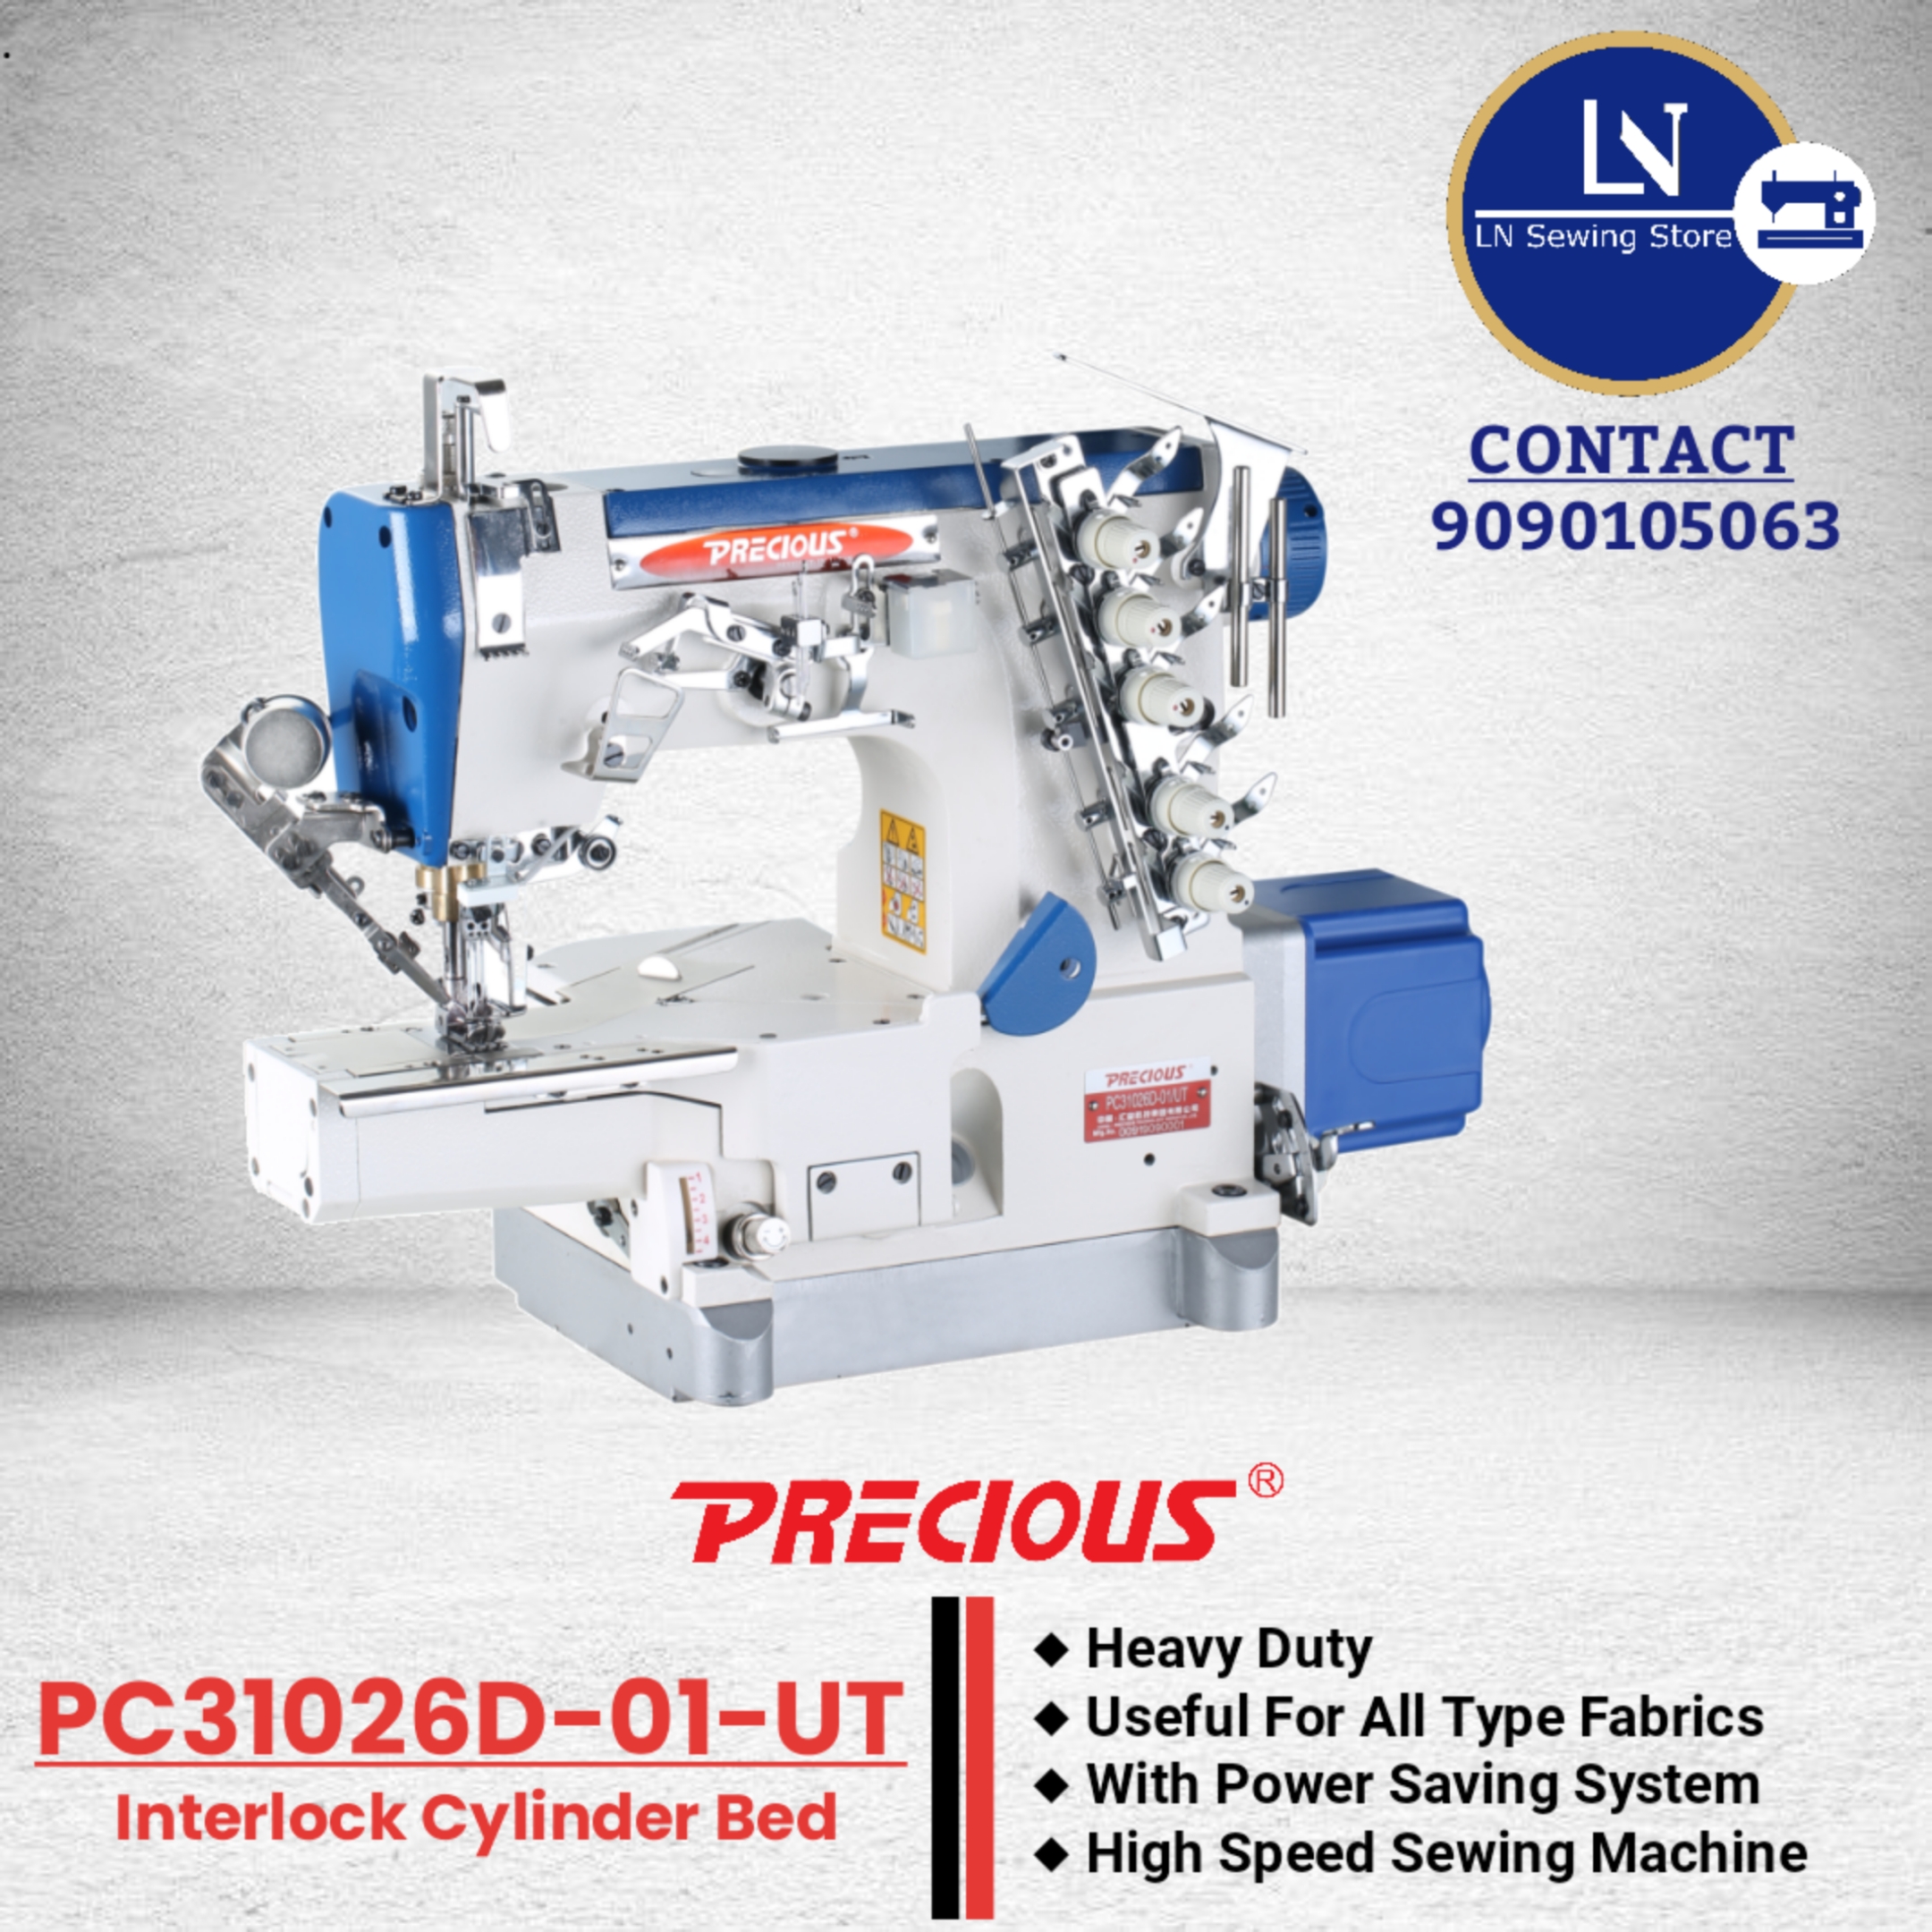 LN
LN Sewing Store
CONTACT
9090105063
PRECIOUS®
PRECIOUS
PC31026D-01/UT
PRECIOUS®
PC31026D-01-UT
Interlock Cylinder Bed
◆ Heavy Duty
◆ Useful For All Type Fabrics
◆ With Power Saving System
◆ High Speed Sewing Machine